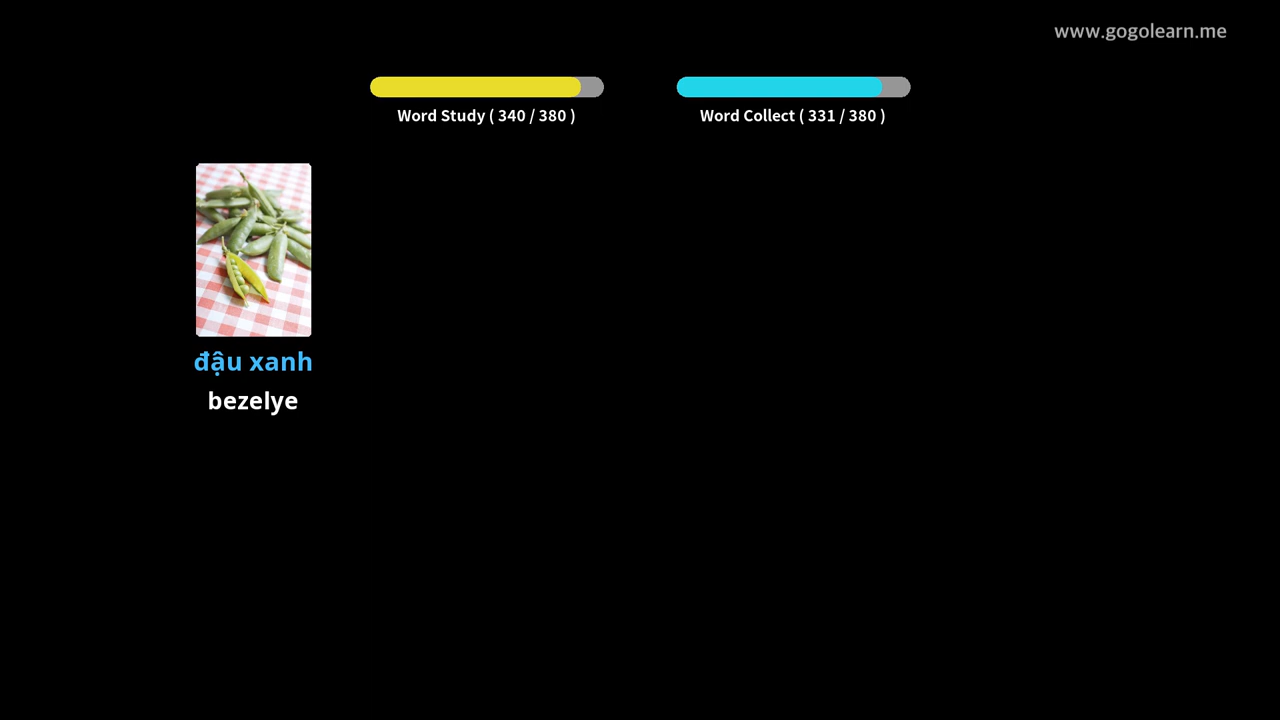 www.gogolearn.me
Word Study ( 340 / 380 )
Word Collect ( 331 / 380 )
đậu xanh
bezelye